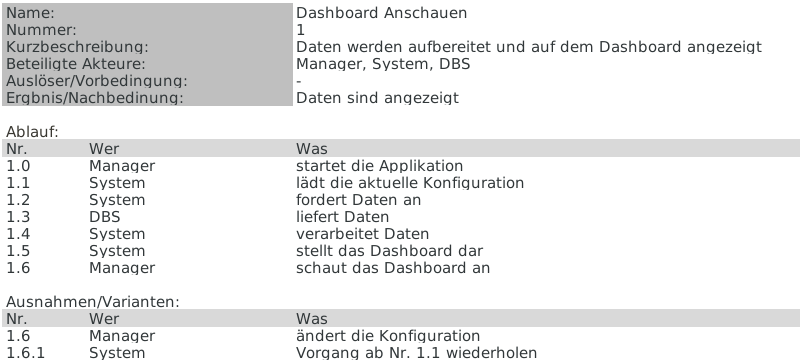 Name: Dashboard Anschauen
Nummer: 1
Kurzbeschreibung: Daten werden aufbereitet und auf dem Dashboard angezeigt
Beteiligte Akteure: Manager, System, DBS
Auslöser/Vorbedingung: -
Ergbnis/Nachbedinung: Daten sind angezeigt
Ablauf:
Nr. Wer Was
1.0 Manager startet die Applikation
1.1 System lädt die aktuelle Konfiguration
1.2 System fordert Daten an
1.3 DBS liefert Daten
1.4 System verarbeitet Daten
1.5 System stellt das Dashboard dar
1.6 Manager schaut das Dashboard an
Ausnahmen/Varianten:
Nr. Wer Was
1.6 Manager ändert die Konfiguration
1.6.1 System Vorgang ab Nr. 1.1 wiederholen